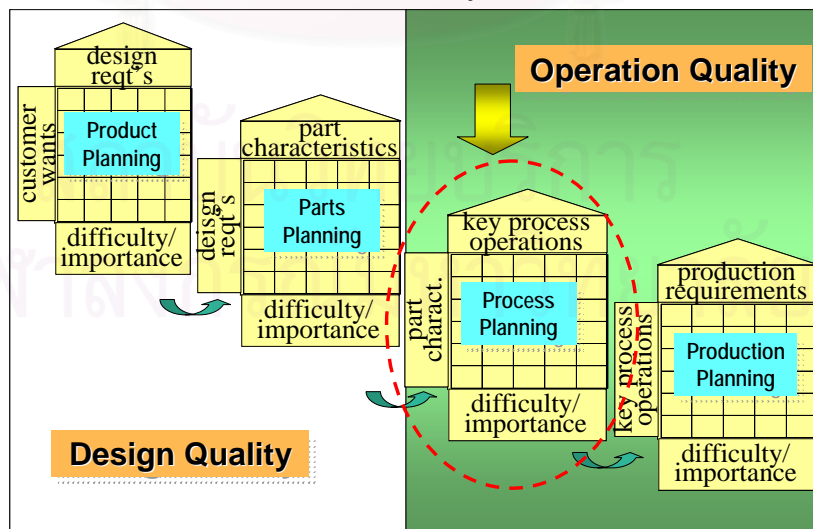 design
reqt's
customer
wants
Product
Planning
difficulty/
importance
part
characteristics
deisgn
reqt's
Parts
Planning
difficulty/
importance
Design Quality
Operation Quality
key process
operations
part
charact.
Process
Planning
difficulty/
importance
production
requirements
key process
operations
Production
Planning
difficulty/
importance